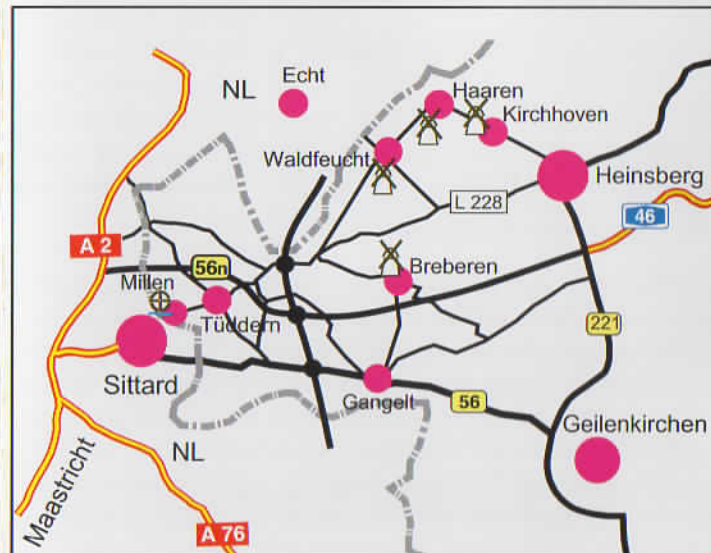 Echt
NL
Haaren
Kirchhoven
Waldfeucht
Heinsberg
L 228
46
A 2
56n
Breberen
Millen
Tüddern
221
Sittard
Gangelt
56
Geilenkirchen
NL
Maastricht
A 76